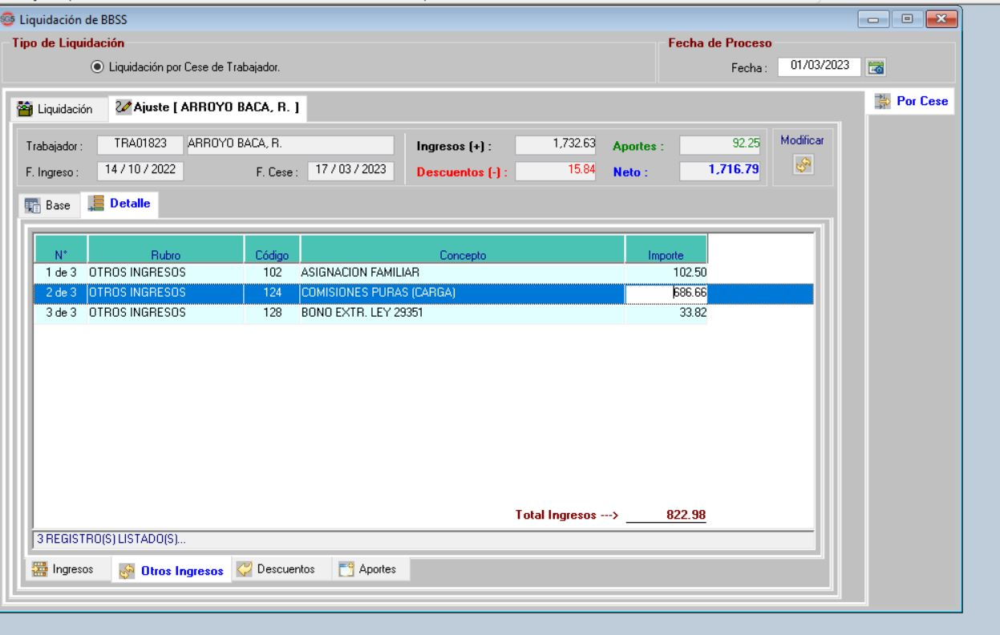 SG5 Liquidación de BBSS
Tipo de Liquidación
Fecha de Proceso
Liquidación por Cese de Trabajador.
Fecha : 01/03/2023
Liquidación
Ajuste [ ARROYO BACA, R. ]
Por Cese
Trabajador : TRA01823 ARROYO BACA, R. Ingresos (+) : 1,732.63 Aportes : 92.25 Modificar
F. Ingreso : 14 / 10 / 2022 F. Cese : 17 / 03 / 2023 Descuentos (-) : 15.84 Neto : 1,716.79
Base Detalle
N° Rubro Código Concepto Importe
1 de 3 OTROS INGRESOS 102 ASIGNACION FAMILIAR 102.50
2 de 3 OTROS INGRESOS 124 COMISIONES PURAS (CARGA) 686.66
3 de 3 OTROS INGRESOS 128 BONO EXTR. LEY 29351 33.82
Total Ingresos ---> 822.98
3 REGISTRO(S) LISTADO(S)...
Ingresos Otros Ingresos Descuentos Aportes